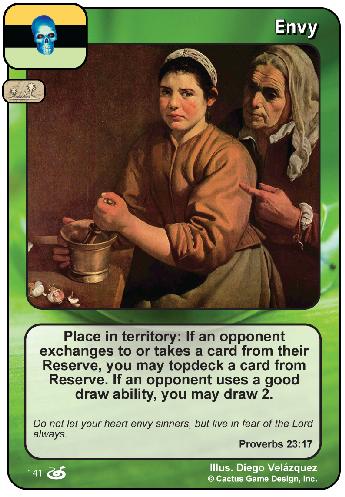 Envy
Place in territory: If an opponent
exchanges to or takes a card from their
Reserve, you may topdeck a card from
Reserve. If an opponent uses a good
draw ability, you may draw 2.
Do not let your heart envy sinners, but live in fear of the Lord
always.
Proverbs 23:17
141
Illus. Diego Velázquez
© Cactus Game Design, Inc.